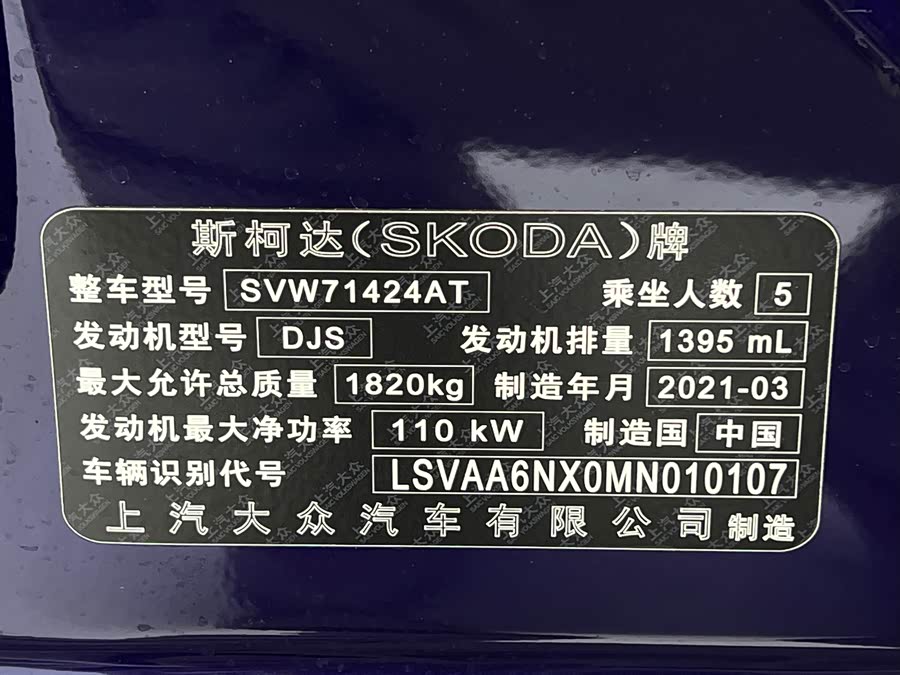 斯柯达(SKODA)牌
整车型号 SVW71424AT 乘坐人数 5
发动机型号 DJS 发动机排量 1395 mL
最大允许总质量 1820kg 制造年月 2021-03
发动机最大净功率 110 kW 制造国 中国
车辆识别代号 LSVAA6NX0MN010107
上汽大众汽车有限公司 制造